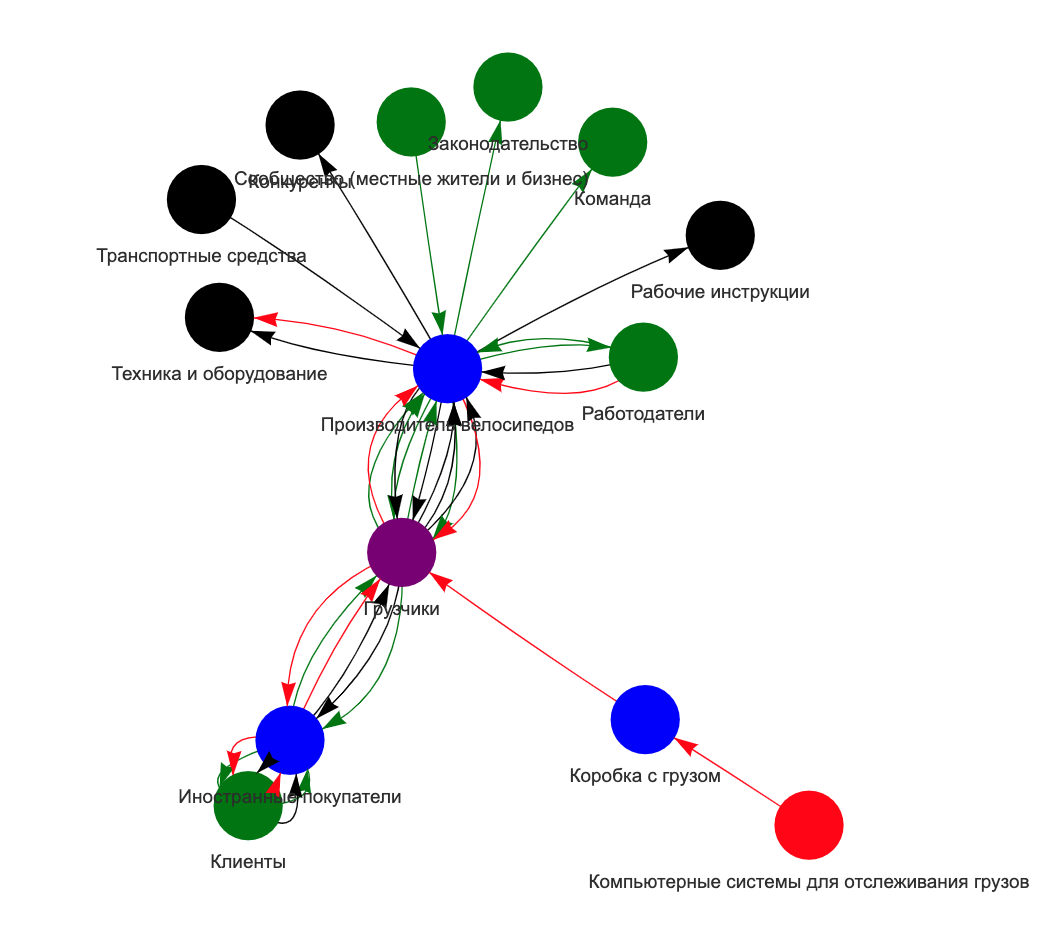 Законодательство
Сообщество (местные жители и бизнес)
Конкуренты
Команда
Транспортные средства
Рабочие инструкции
Техника и оборудование
Работодатели
Производитель велосипедов
Грузчики
Коробка с грузом
Иностранные покупатели
Клиенты
Компьютерные системы для отслеживания грузов